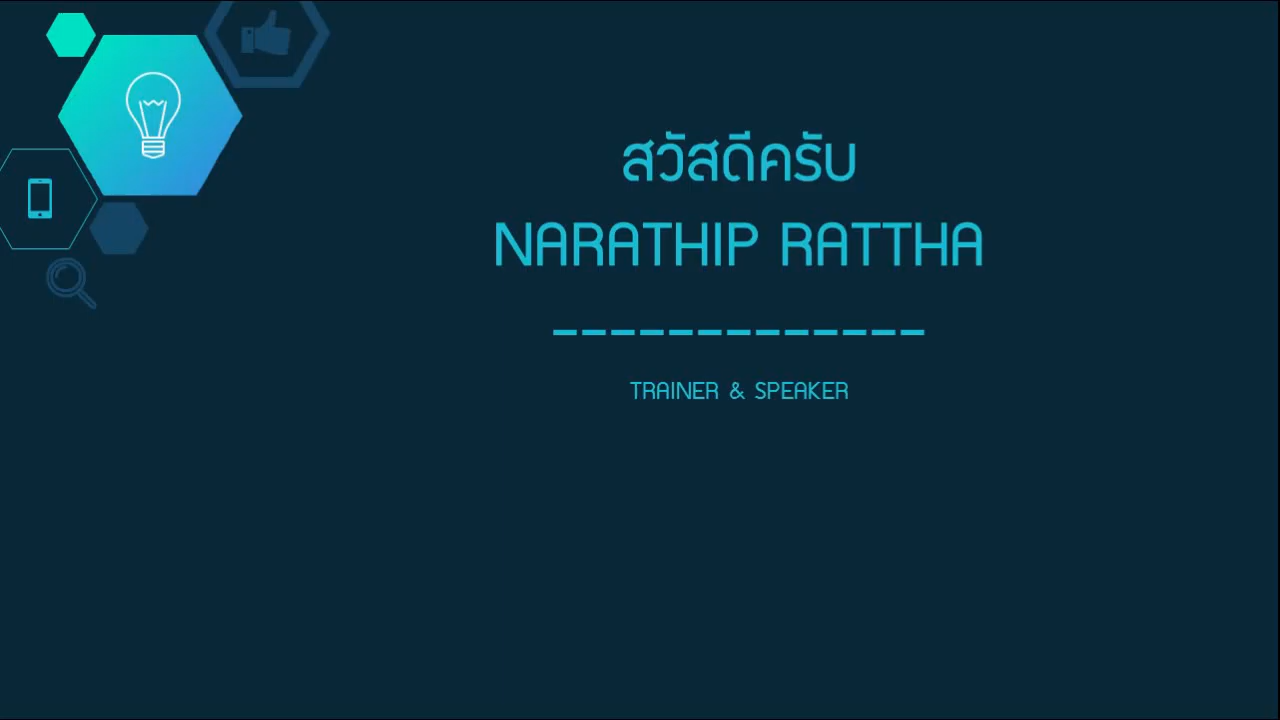 สวัสดีครับ
NARATHIP RATTHA
-------------
TRAINER & SPEAKER